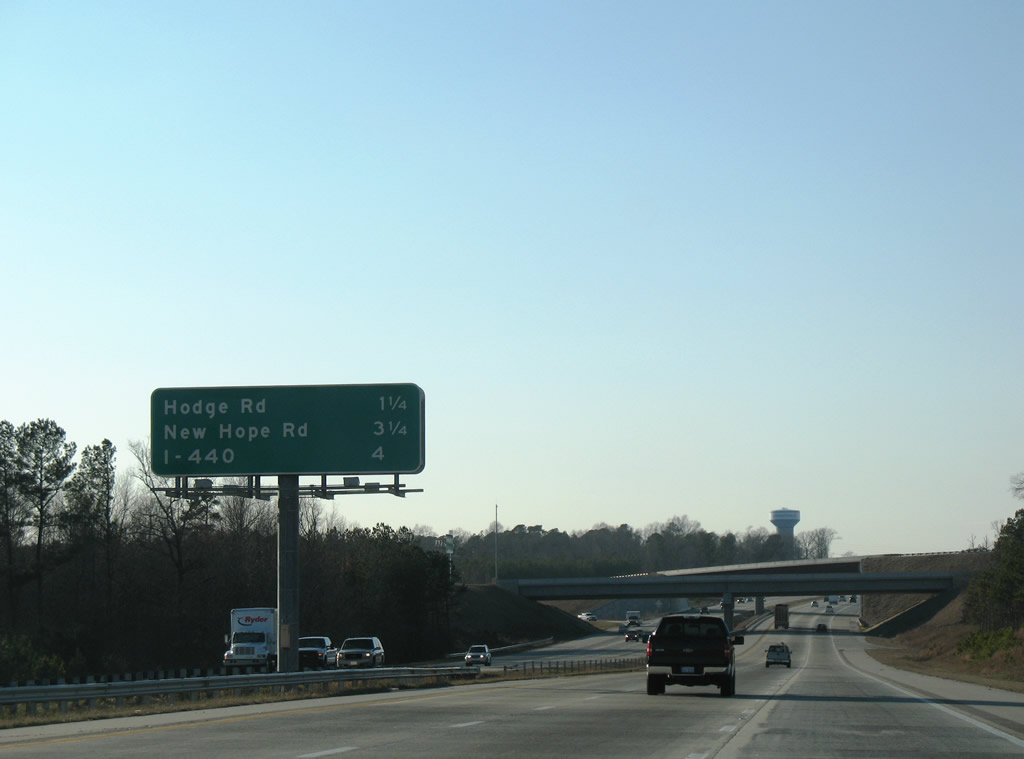 Hodge Rd 1¼
New Hope Rd 3¼
I-440 4
Ryder